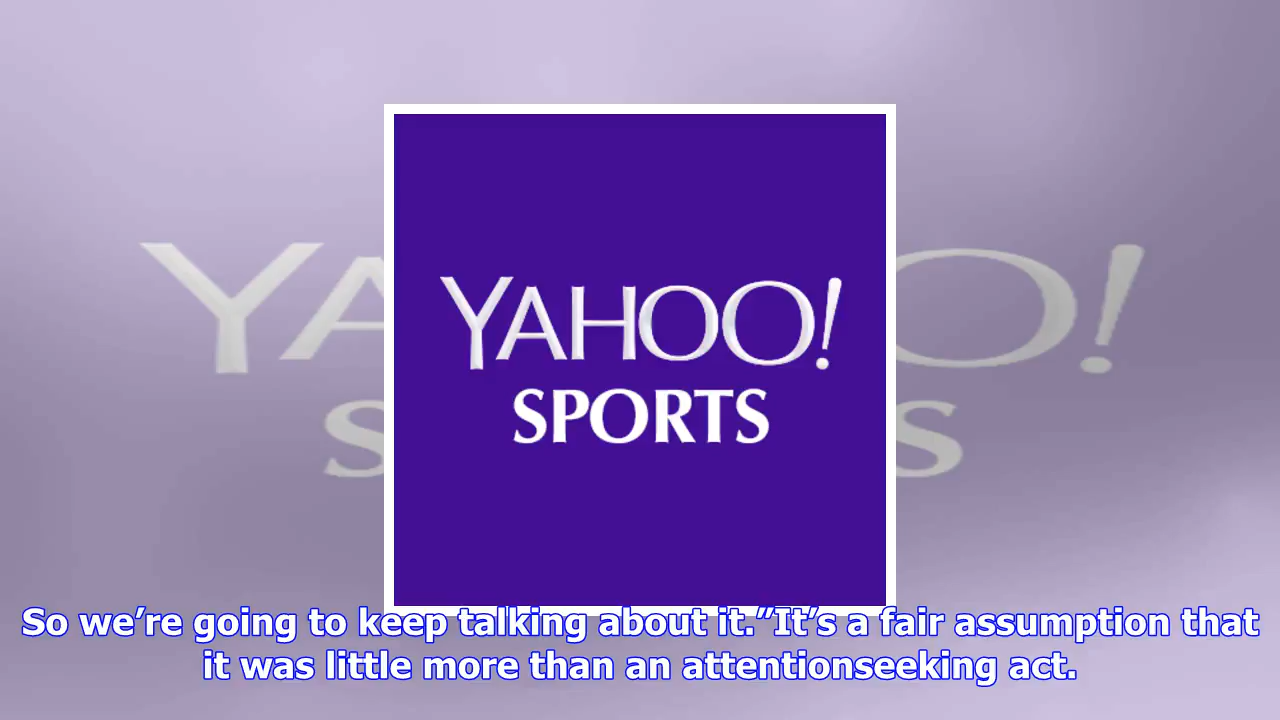 YAHOO!
SPORTS
So we’re going to keep talking about it.”It’s a fair assumption that
it was little more than an attentionseeking act.